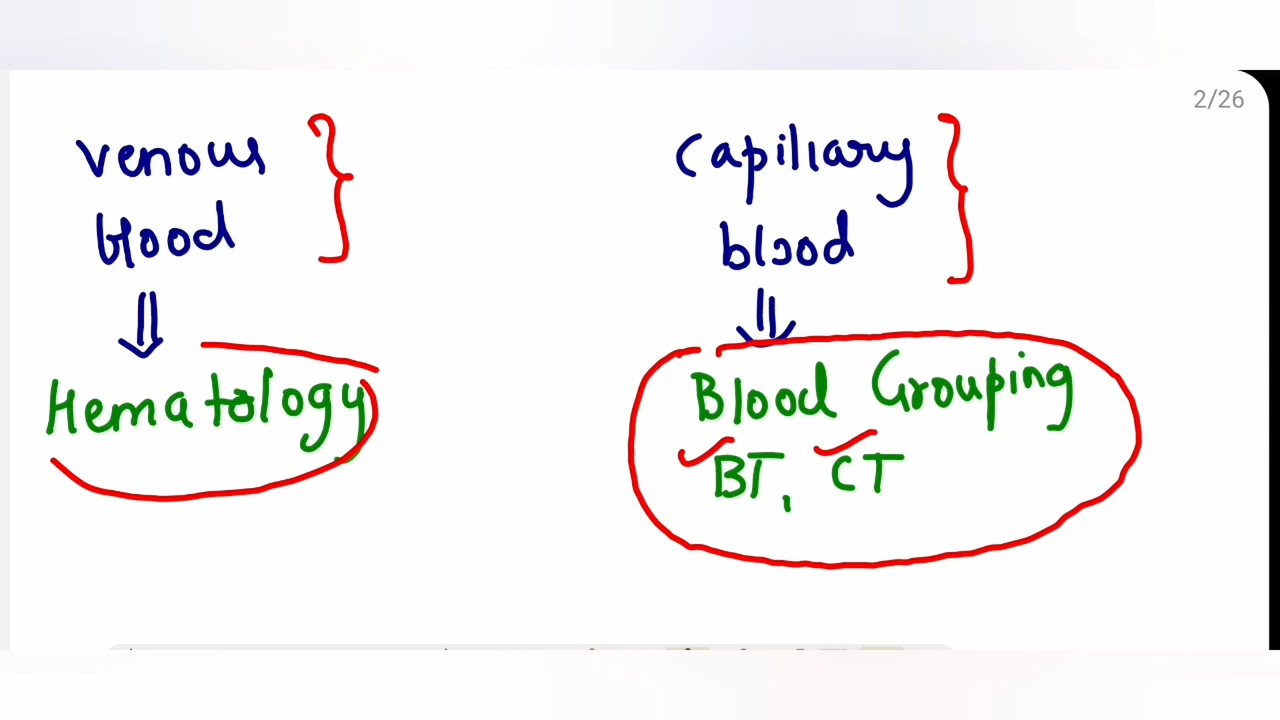 2/26
venous
blood
Hematology
Capillary
blood
Blood Grouping
BT, CT